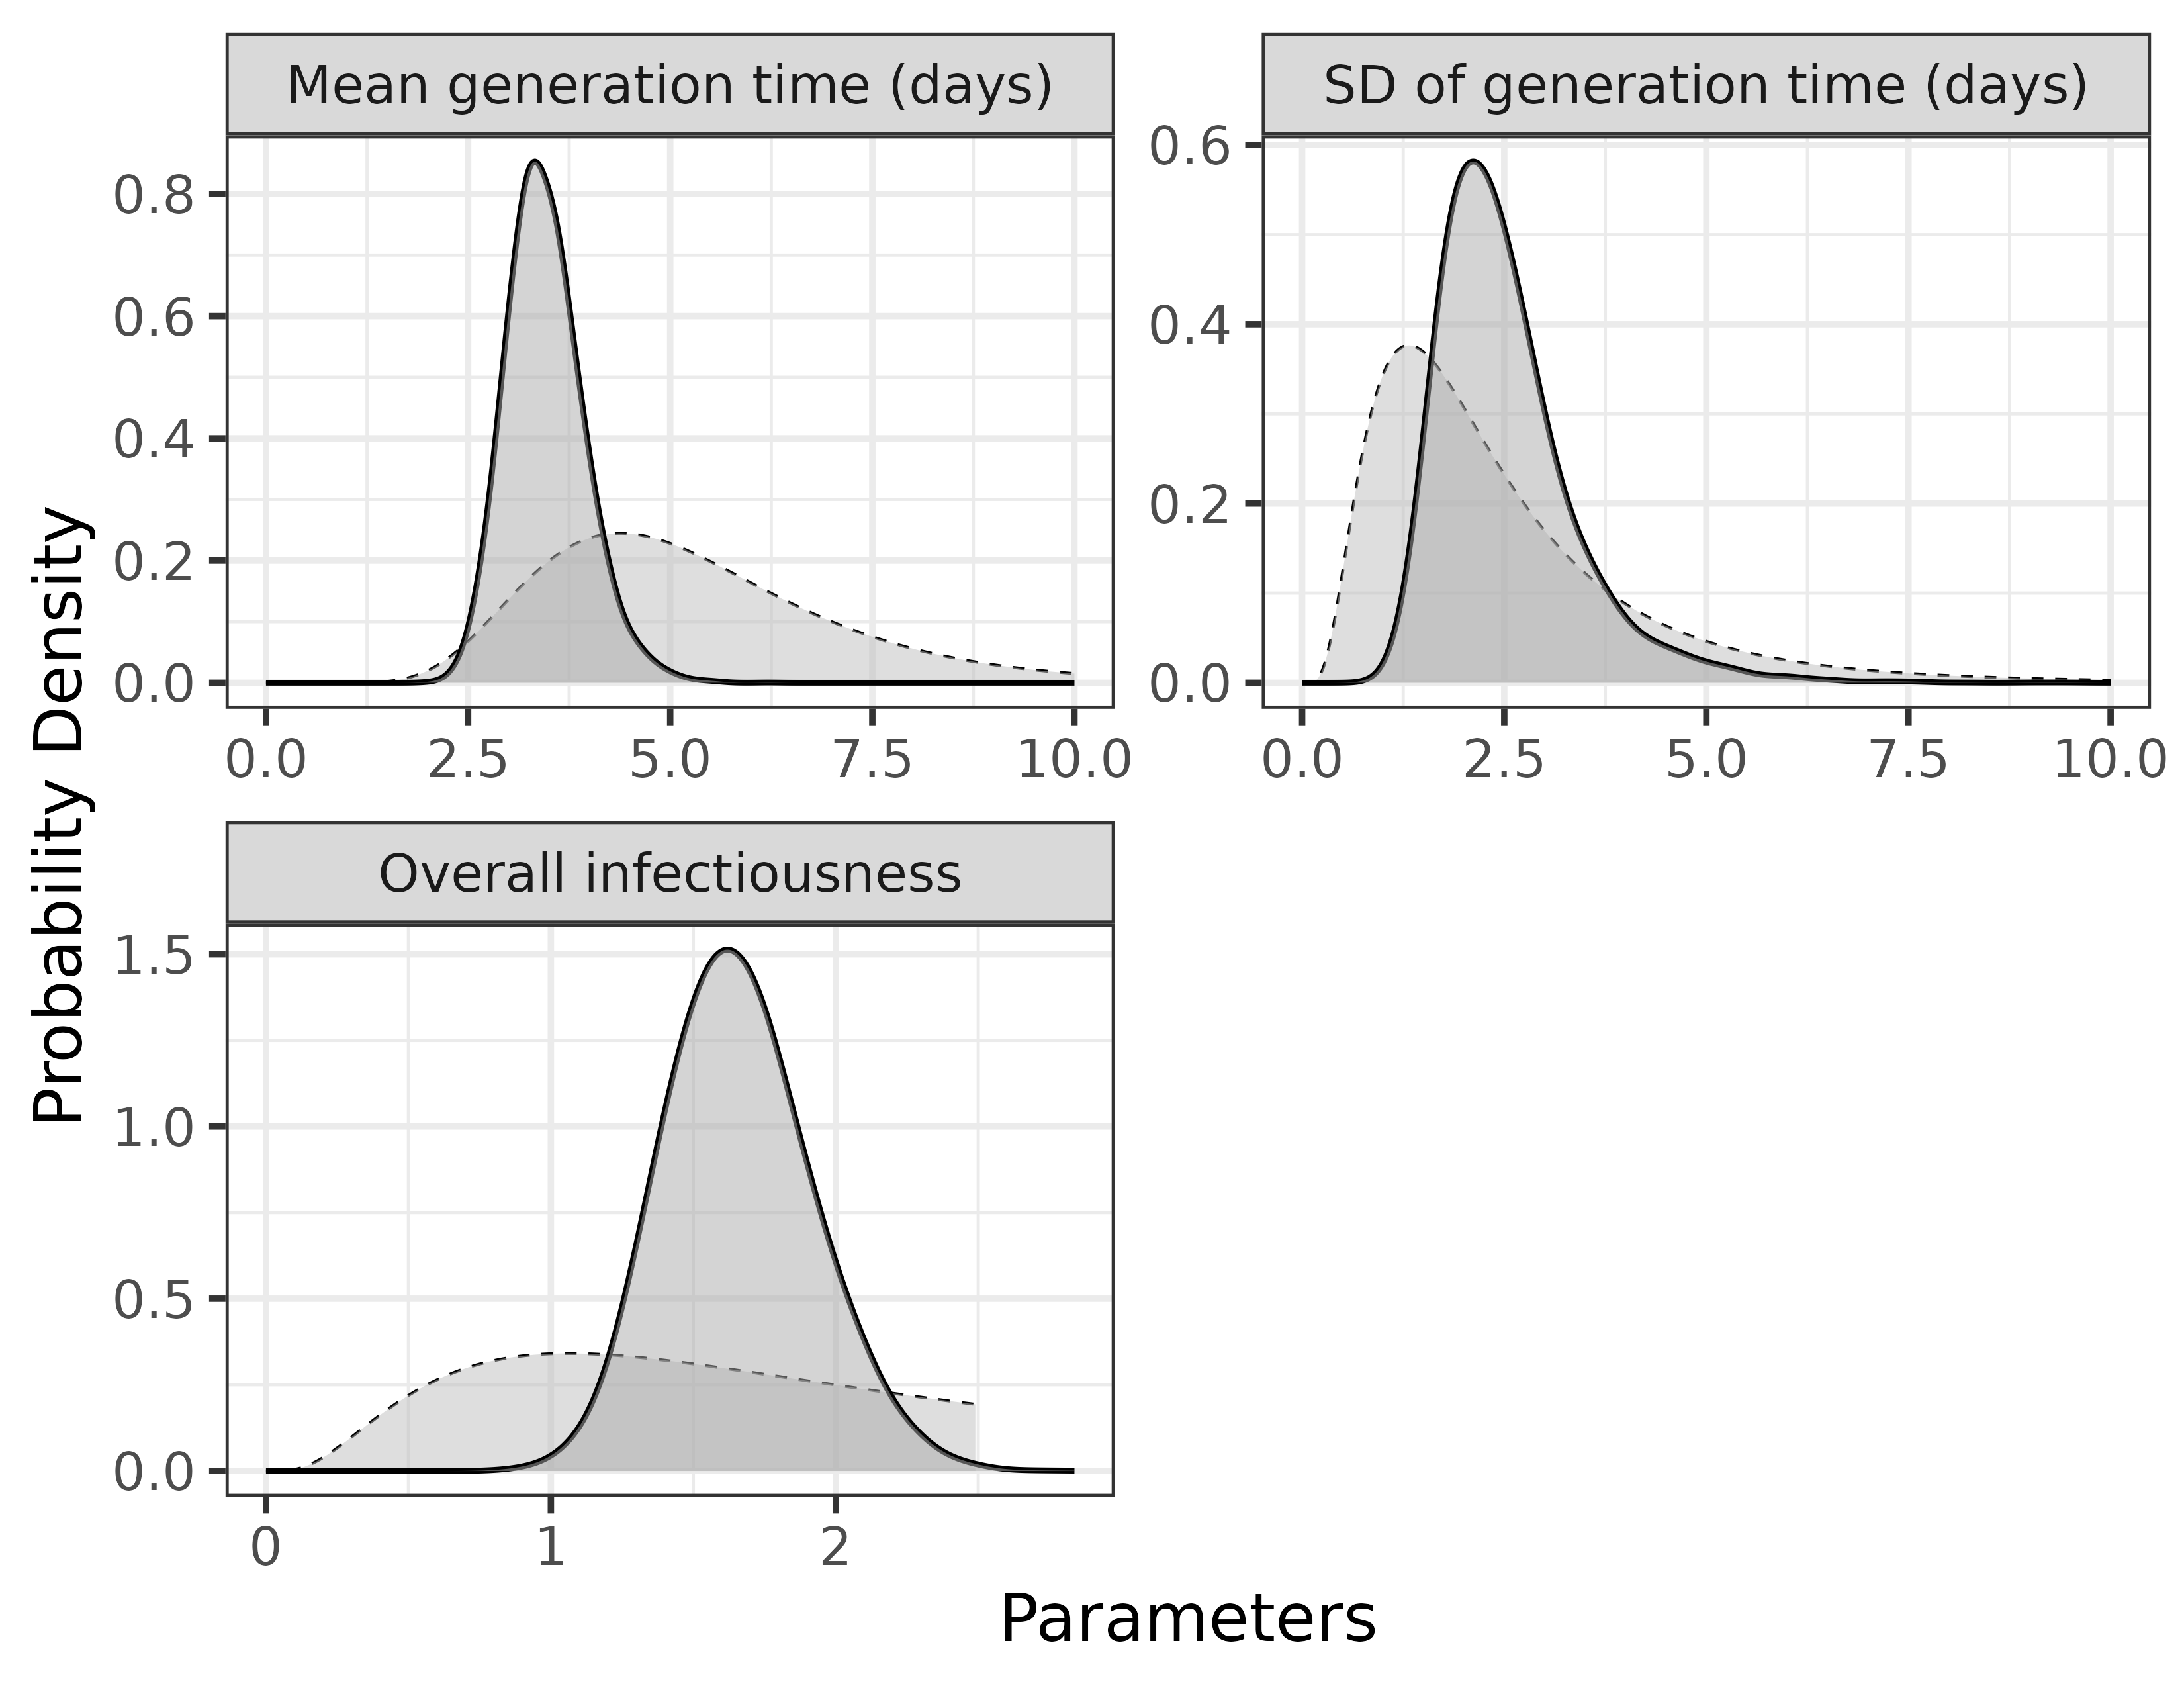 Mean generation time (days)
SD of generation time (days)
0.8
0.6
0.4
0.2
0.0
0.0 2.5 5.0 7.5 10.0
0.6
0.4
0.2
0.0
0.0 2.5 5.0 7.5 10.0
Probability Density
Overall infectiousness
1.5
1.0
0.5
0.0
0 1 2
Parameters